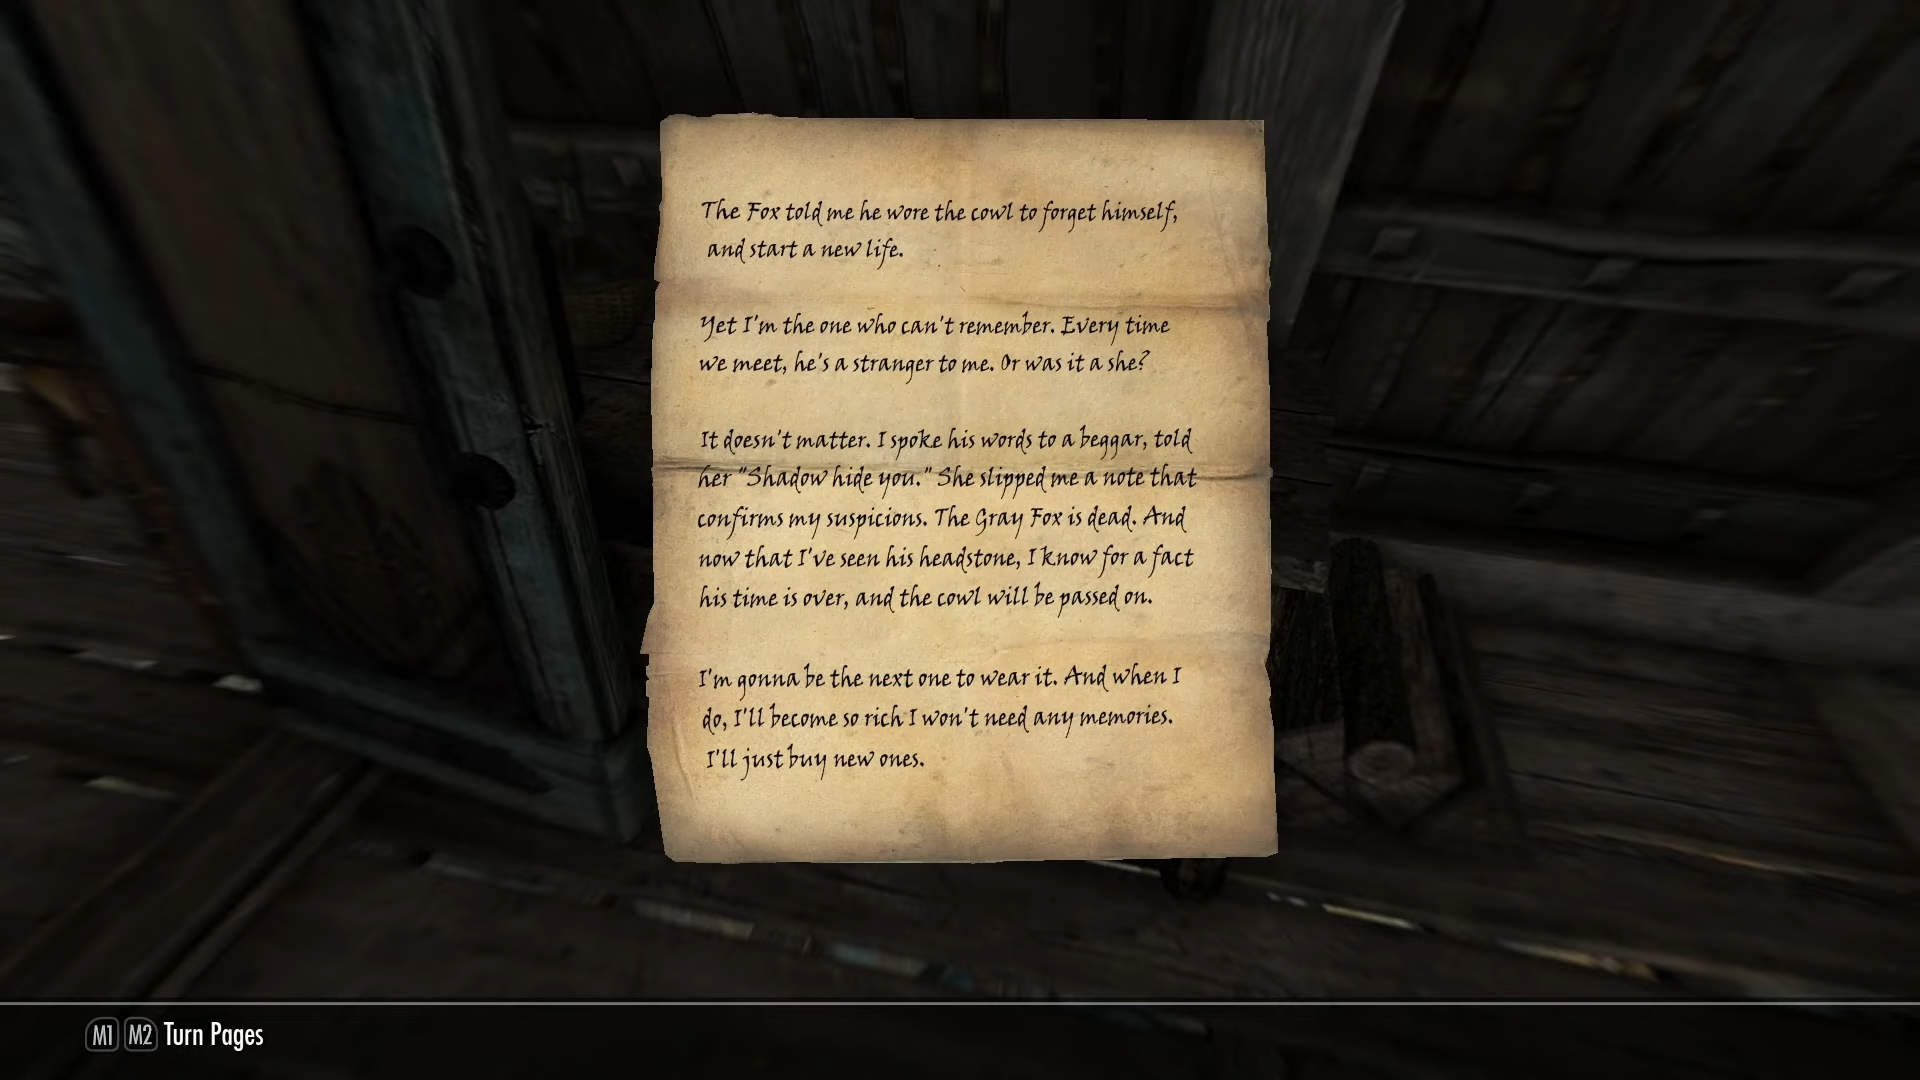 The Fox told me he wore the cowl to forget himself,
and start a new life.
Yet I'm the one who can't remember. Every time
we meet, he's a stranger to me. Or was it a she?
It doesn't matter. I spoke his words to a beggar, told
her "Shadow hide you." She slipped me a note that
confirms my suspicions. The Gray Fox is dead. And
now that I've seen his headstone, I know for a fact
his time is over, and the cowl will be passed on.
I'm gonna be the next one to wear it. And when I
do, I'll become so rich I won't need any memories.
I'll just buy new ones.
M1 M2 Turn Pages